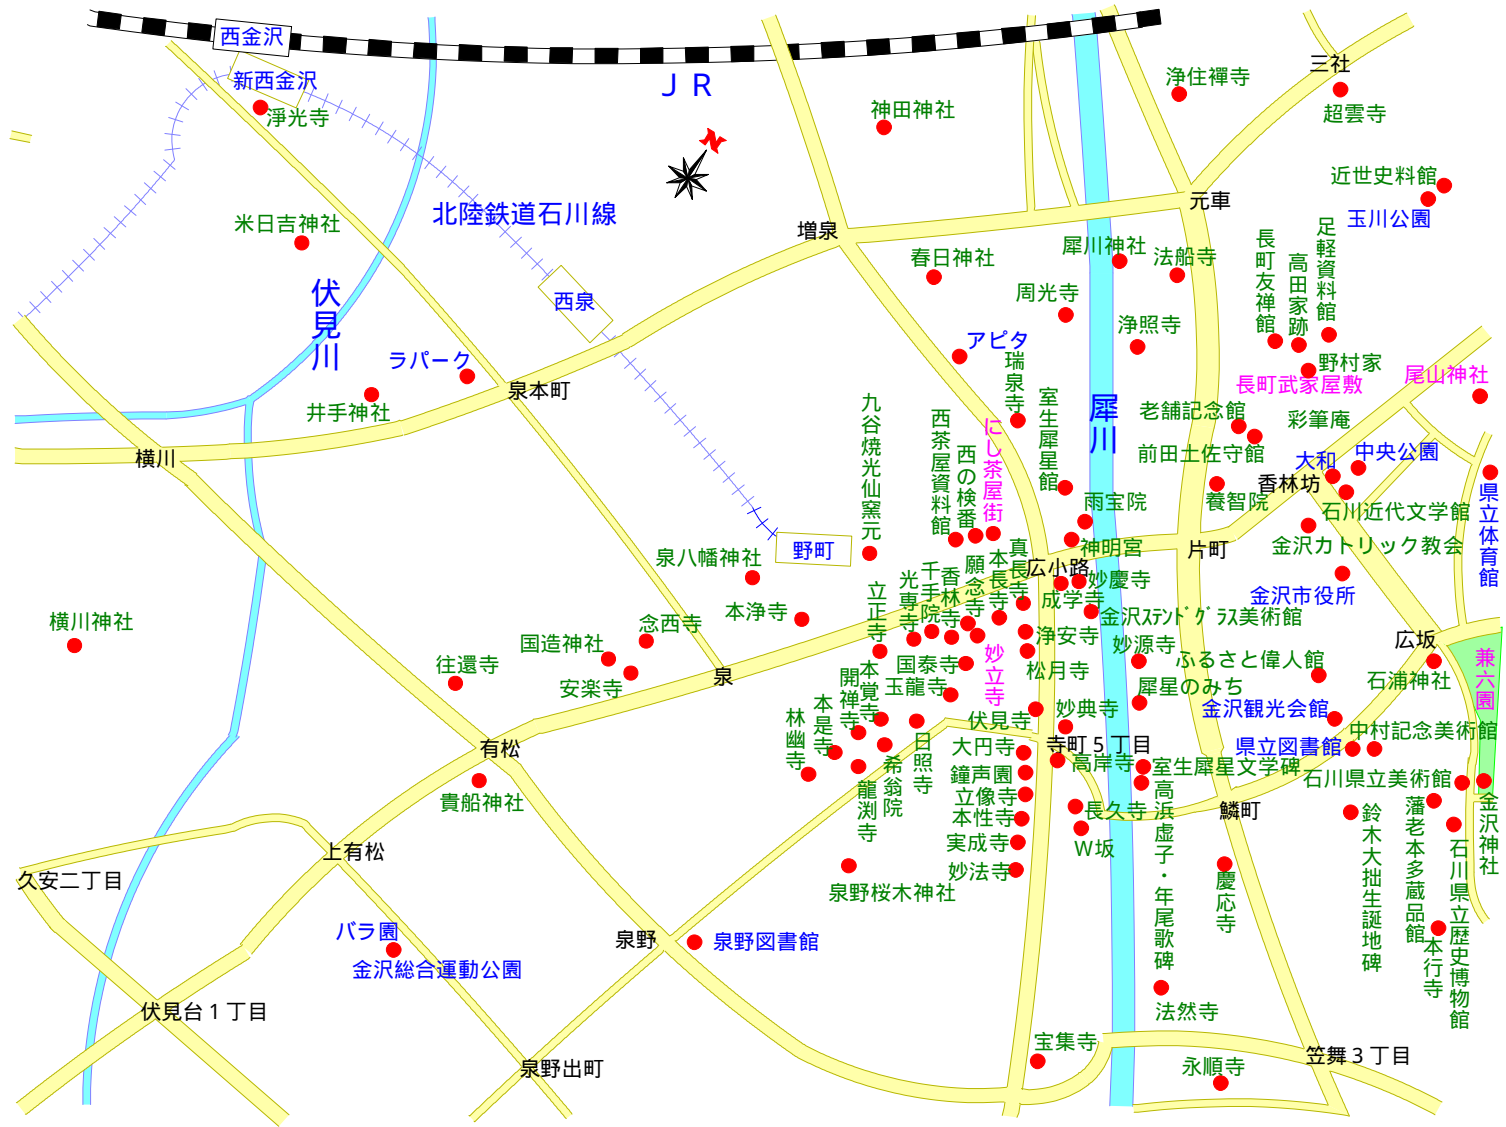 西金沢
新西金沢
淨光寺
ＪＲ
N
神田神社
浄住禪寺
三社
超雲寺
近世史料館
玉川公園
米日吉神社
北陸鉄道石川線
増泉
元車
犀川神社
法船寺
春日神社
周光寺
浄照寺
長町友禅館
高田家跡
足軽資料館
伏見川
西泉
アピタ
瑞泉寺
野村家
長町武家屋敷
尾山神社
ラパーク
井手神社
泉本町
九谷焼光仙窯元
西茶屋資料館
西の検番
にし茶屋街
室生犀星館
犀川
老舗記念館
彩筆庵
前田土佐守館
大和
中央公園
横川
養智院
香林坊
石川近代文学館
県立体育館
雨宝院
神明宮
片町
金沢カトリック教会
野町
泉八幡神社
本浄寺
広小路
妙慶寺
成学寺
金沢市役所
金沢ｽﾃﾝﾄﾞｸﾞﾗｽ美術館
立正寺
光専寺
千手院
香林寺
願念寺
本長寺
真長寺
浄安寺
松月寺
妙立寺
妙源寺
広坂
横川神社
国造神社
念西寺
往還寺
安楽寺
泉
国泰寺
玉龍寺
ふるさと偉人館
石浦神社
兼六園
犀星のみち
林幽寺
本是寺
開禅寺
本覚寺
伏見寺
妙典寺
金沢観光会館
中村記念美術館
有松
日照寺
大円寺
寺町５丁目
県立図書館
希翁院
龍渕寺
鐘声園
高岸寺
室生犀星文学碑
石川県立美術館
貴船神社
立像寺
本性寺
長久寺
高浜虚子・年尾歌碑
鱗町
鈴木大拙生誕地碑
藩老本多蔵品館
金沢神社
実成寺
W坂
石川県立歴史博物館
上有松
妙法寺
久安二丁目
泉野桜木神社
慶応寺
バラ園
泉野
泉野図書館
本行寺
金沢総合運動公園
伏見台１丁目
法然寺
宝集寺
笠舞３丁目
泉野出町
永順寺